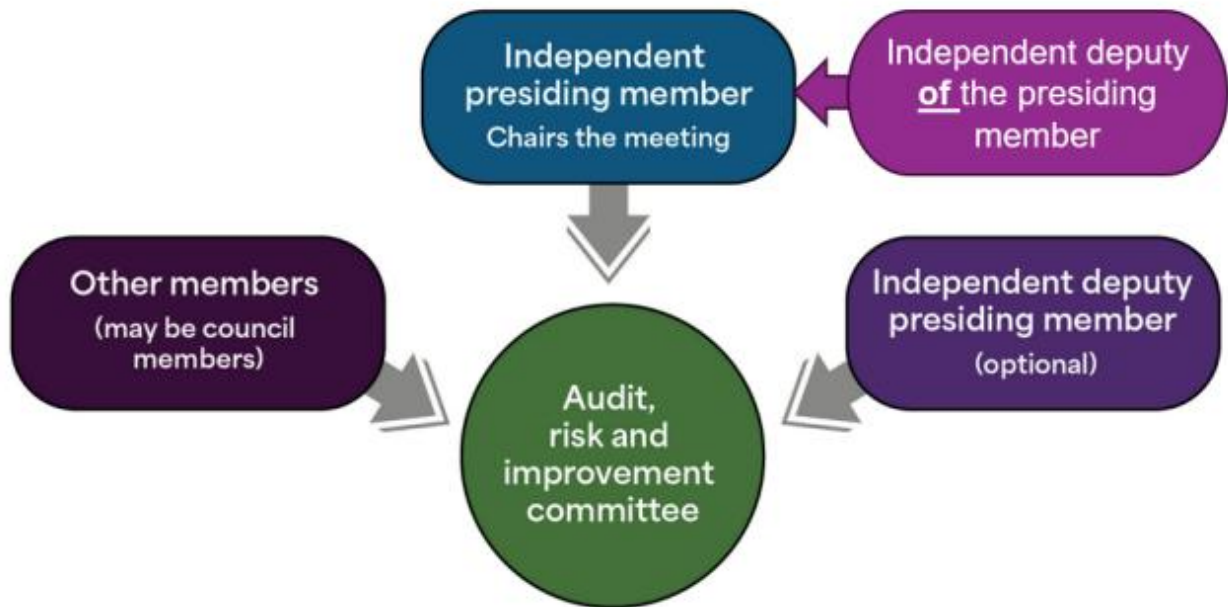 Independent
presiding member
Chairs the meeting
Independent deputy
of the presiding
member
Other members
(may be council
members)
Independent deputy
presiding member
(optional)
Audit,
risk and
improvement
committee